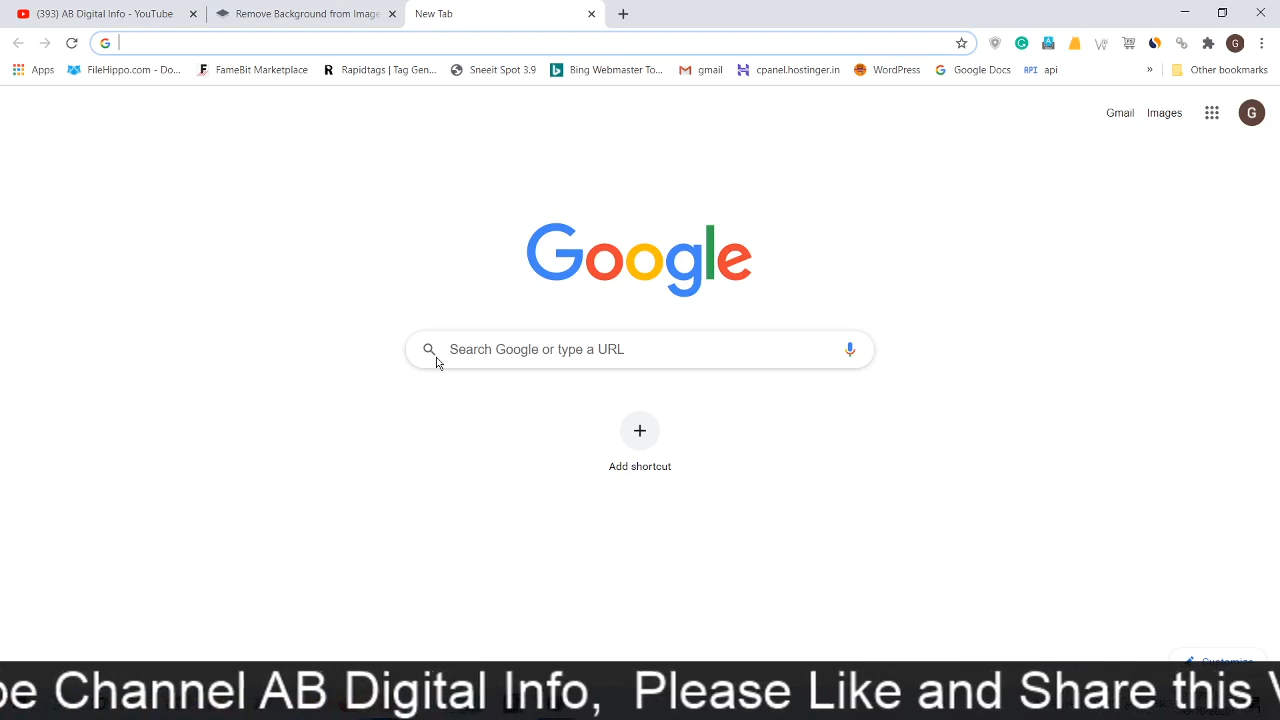 (393) AB Digital Info - YouTube
Remove Background from Image
New Tab
Apps
FileHippo.com - Do...
FameBit Marketplace
Rapidtags | Tag Gen...
Sneeit Spot 3.9
Bing Webmaster To...
gmail
cpanel.hostinger.in
WordPress
Google Docs
API api
»
Other bookmarks
Gmail Images
G
Google
Search Google or type a URL
Add shortcut
Customize
be Channel AB Digital Info, Please Like and Share this V